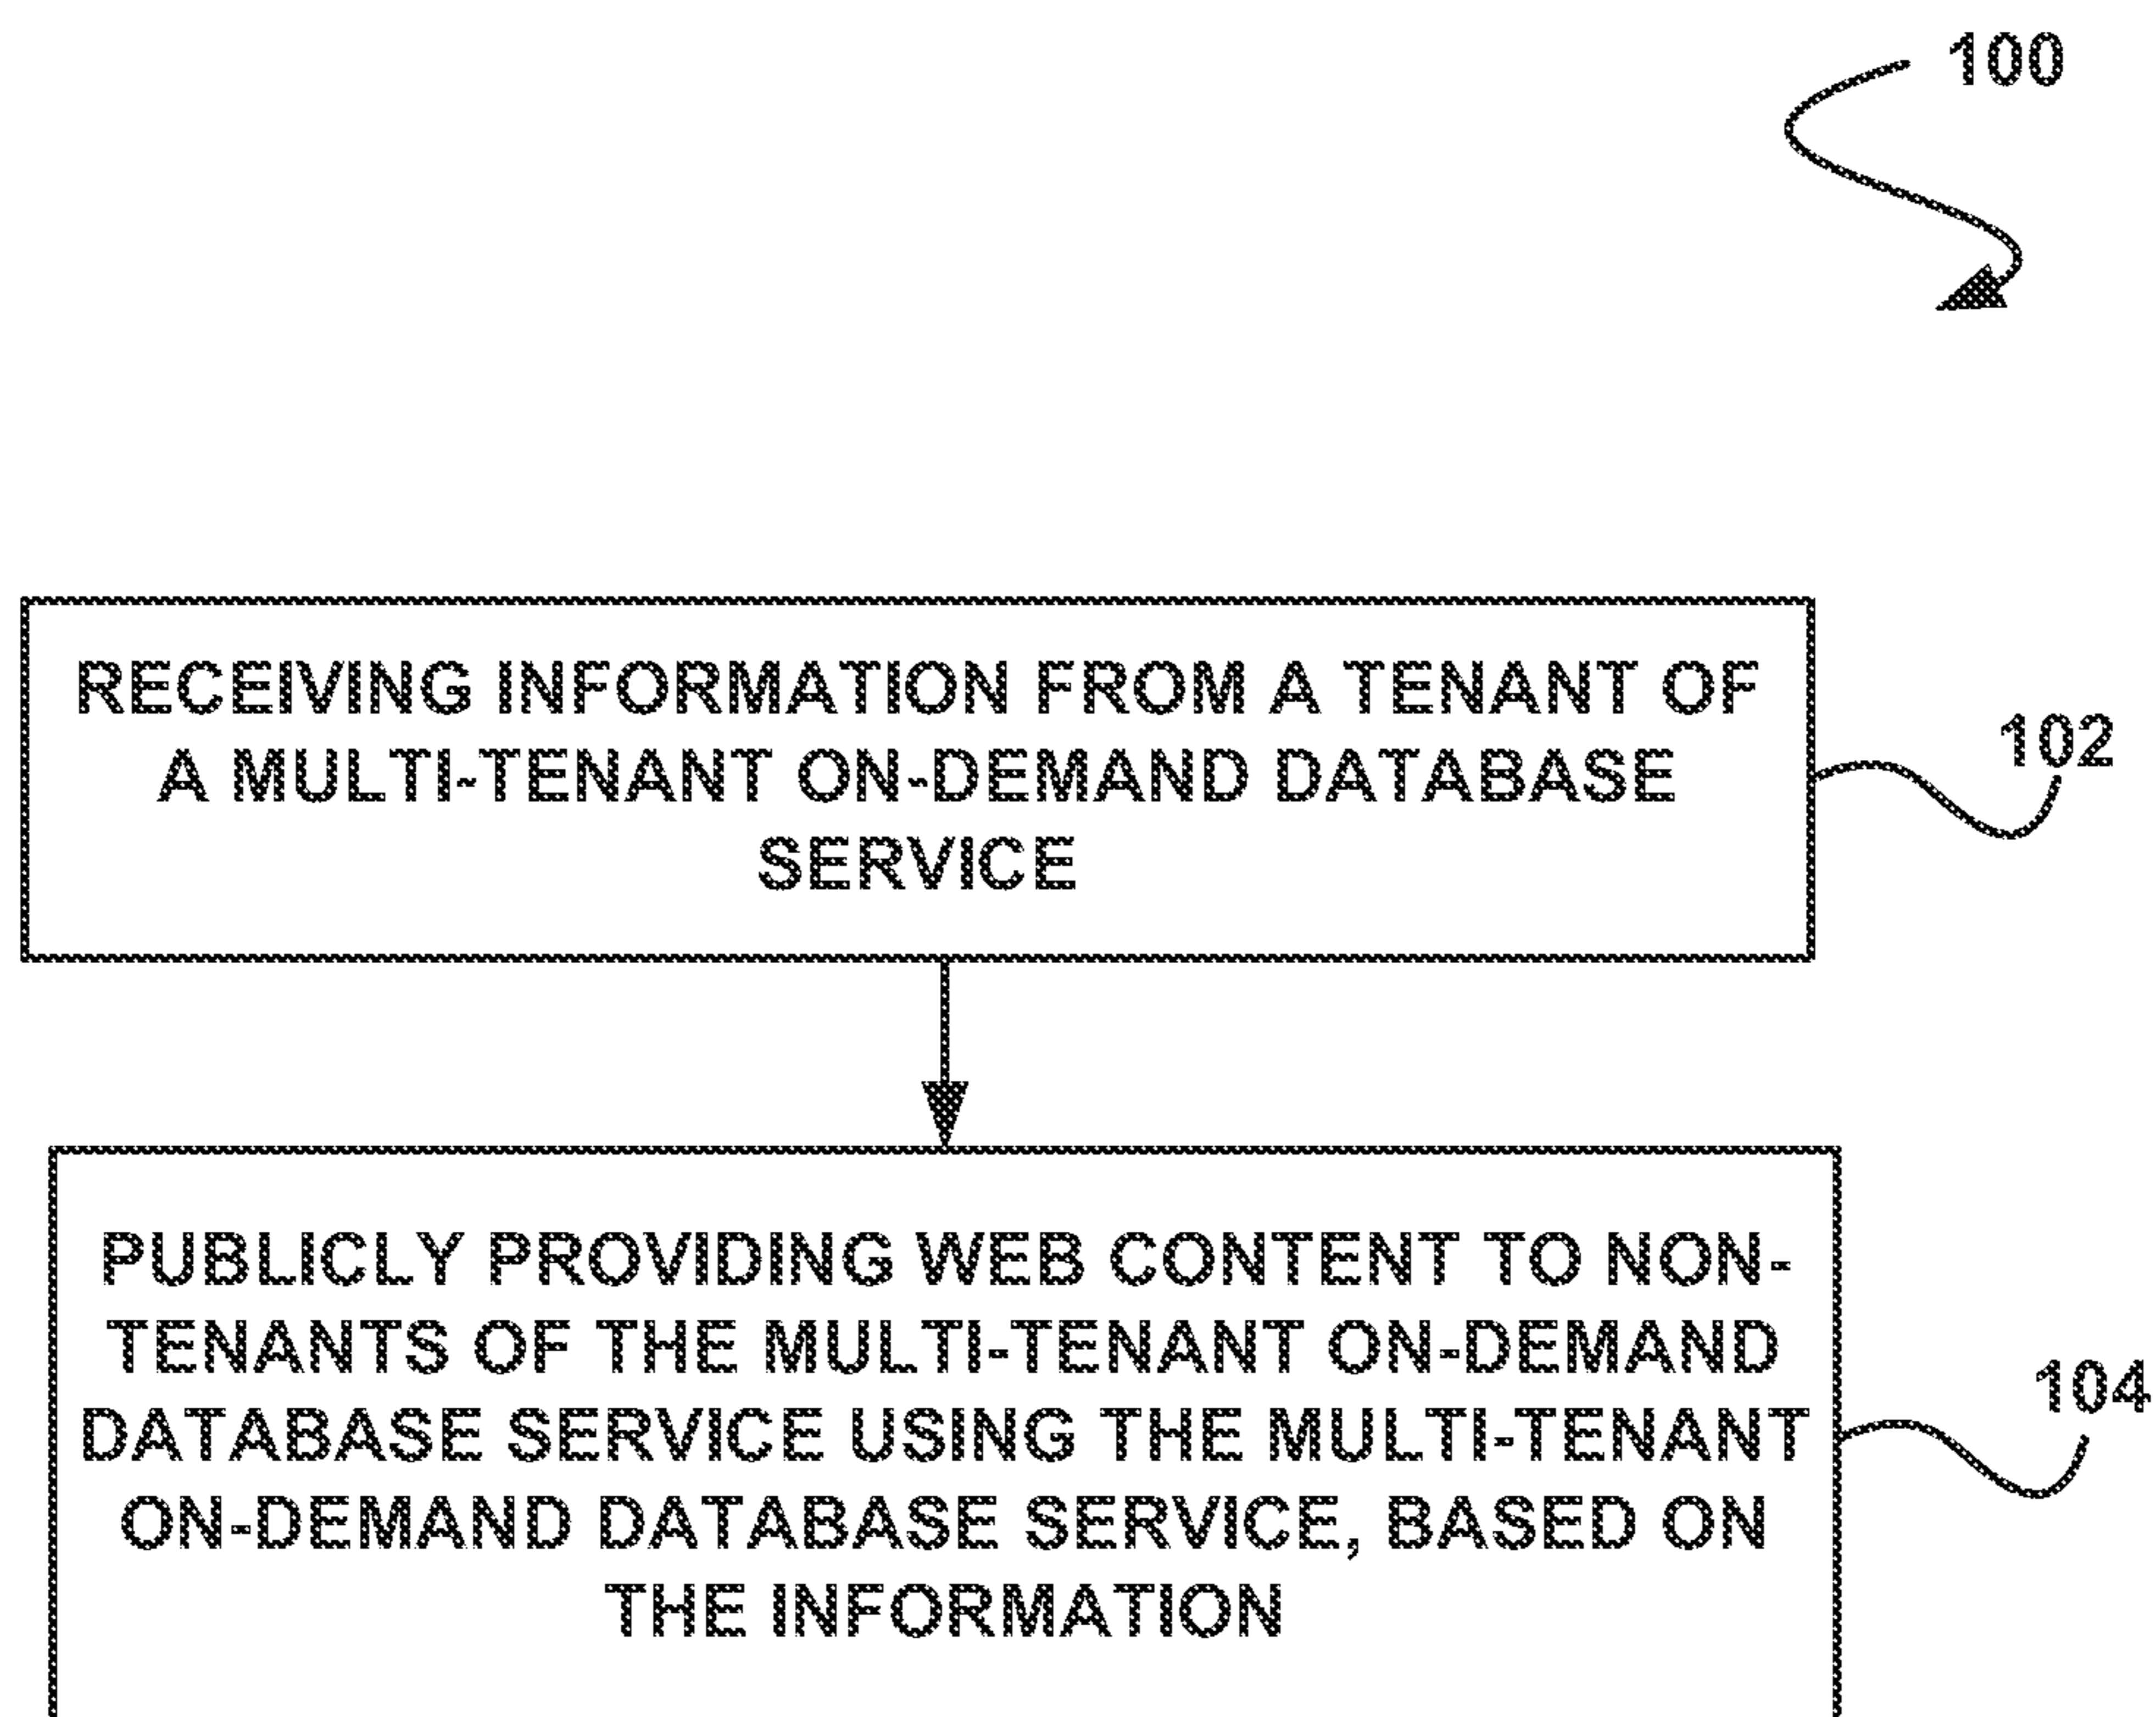 100
RECEIVING INFORMATION FROM A TENANT OF
A MULTI-TENANT ON-DEMAND DATABASE
SERVICE
102
PUBLICLY PROVIDING WEB CONTENT TO NON-
TENANTS OF THE MULTI-TENANT ON-DEMAND
DATABASE SERVICE USING THE MULTI-TENANT
ON-DEMAND DATABASE SERVICE, BASED ON
THE INFORMATION
104